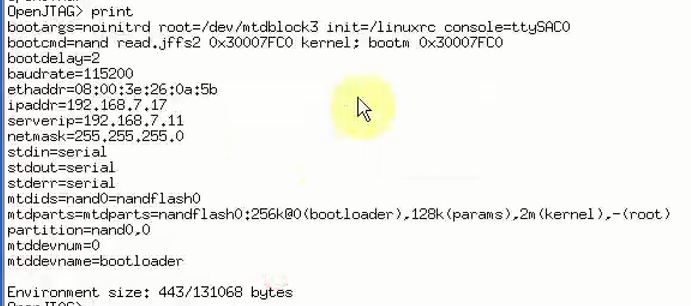 OpenJTAG> print
bootargs=noinitrd root=/dev/mtdblock3 init=/linuxrc console=ttySAC0
bootcmd=nand read.jffs2 0x30007FC0 kernel; bootm 0x30007FC0
bootdelay=2
baudrate=115200
ethaddr=08:00:3e:26:0a:5b
ipaddr=192.168.7.17
serverip=192.168.7.11
netmask=255.255.255.0
stdin=serial
stdout=serial
stderr=serial
mtdids=nand0=nandflash0
mtdparts=mtdparts=nandflash0:256k@0(bootloader),128k(params),2m(kernel),-(root)
partition=nand0,0
mtddevnum=0
mtddevname=bootloader
Environment size: 443/131068 bytes
OpenJTAG>